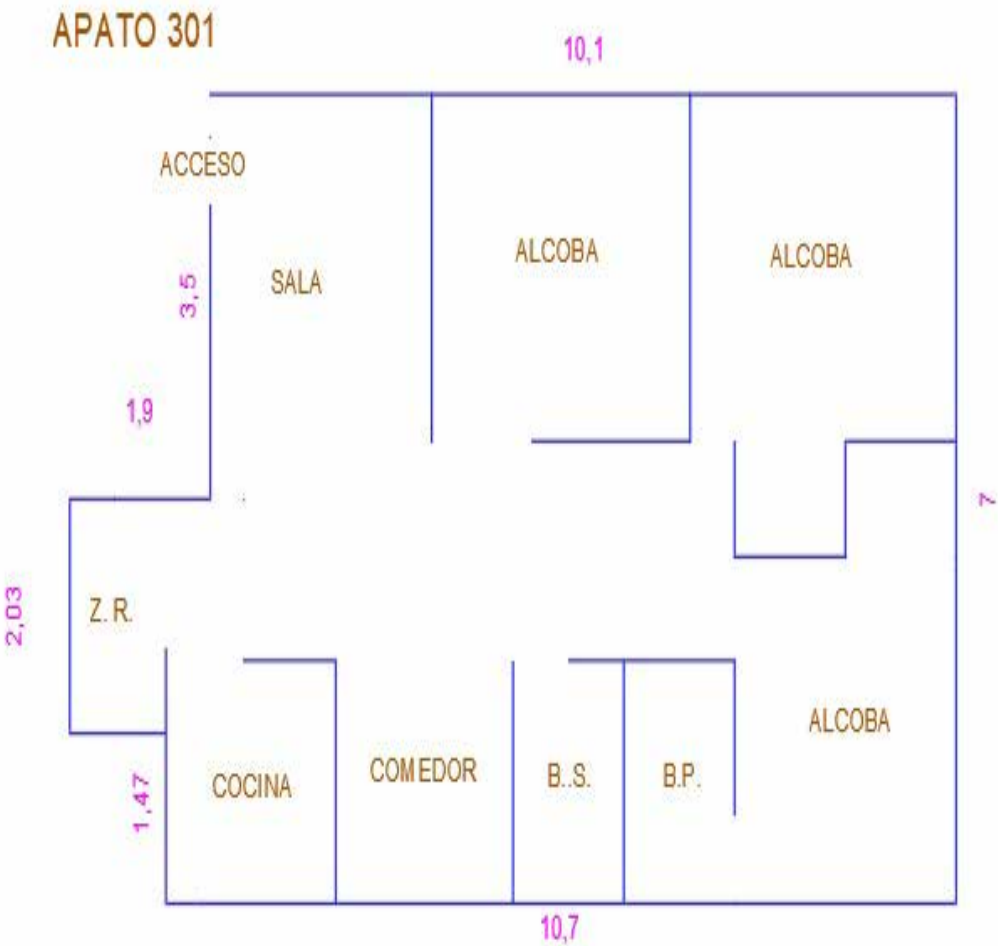 APATO 301
10,1
ACCESO
SALA
ALCOBA
ALCOBA
3,5
1,9
7
2,03
Z. R.
ALCOBA
COCINA
COMEDOR
B..S.
B.P.
1,47
10,7